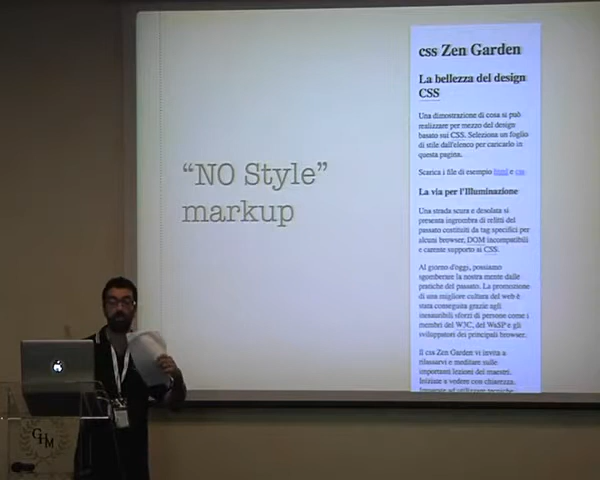 “NO Style”
markup
css Zen Garden
La bellezza del design
CSS
Una dimostrazione di cosa si può
realizzare per mezzo del design
basato sui CSS. Seleziona un foglio
di stile dall'elenco per caricarlo in
questa pagina.
Scarica i file di esempio html e css
La via per l'Illuminazione
Una strada scura e desolata si
presenta ingombra di relitti del
passato costituiti da tag specifici per
alcuni browser, DOM incompatibili
e carente supporto ai CSS.
Al giorno d'oggi, possiamo
sgomberare la nostra mente dalle
pratiche del passato. La promozione
di una migliore cultura del web è
stata conseguita grazie agli
inesauribili sforzi di persone come i
membri del W3C, del WaSP e gli
sviluppatori dei principali browser.
Il css Zen Garden vi invita a
rilassarvi e meditare sulle
importanti lezioni dei maestri.
Iniziate a vedere con chiarezza.
Imparate ad utilizzare tecniche
GHM